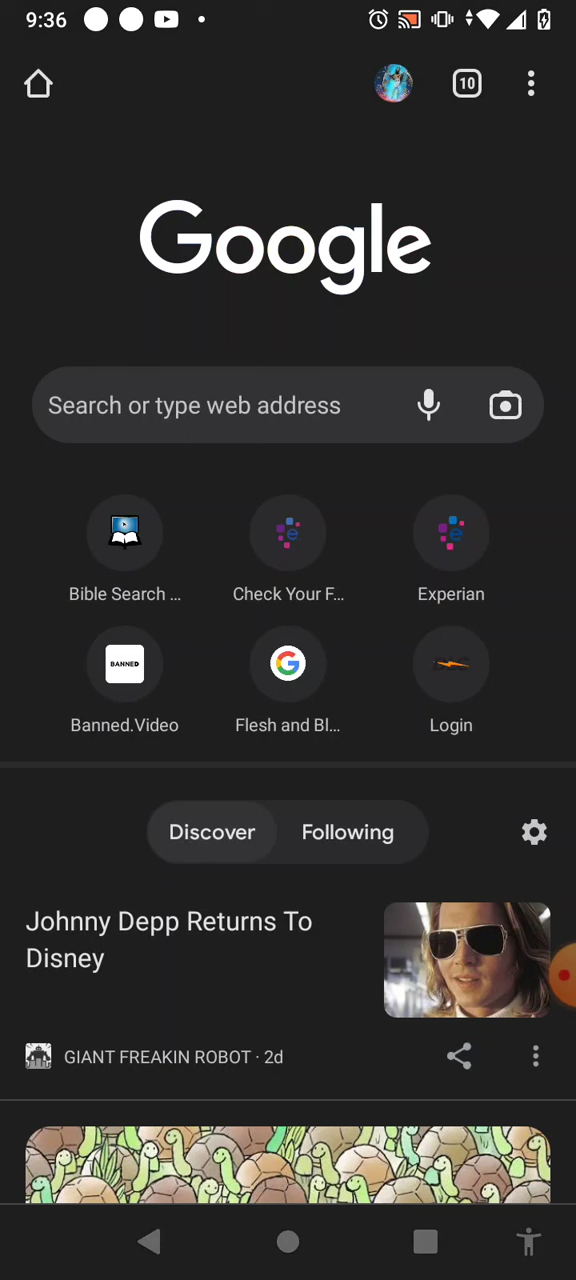 9:36
10
Google
Search or type web address
Bible Search ...
Check Your F...
Experian
BANNED
Banned.Video
Flesh and Bl...
Login
Discover
Following
Johnny Depp Returns To
Disney
GIANT FREAKIN ROBOT · 2d